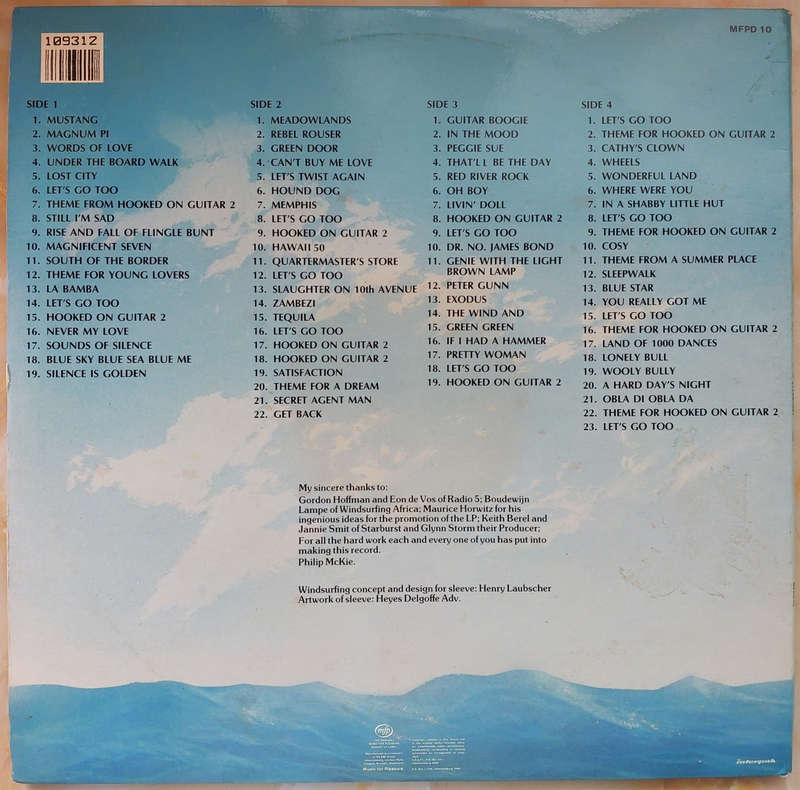 109312
MFPD 10
SIDE 1
1. MUSTANG
2. MAGNUM PI
3. WORDS OF LOVE
4. UNDER THE BOARD WALK
5. LOST CITY
6. LET'S GO TOO
7. THEME FROM HOOKED ON GUITAR 2
8. STILL I'M SAD
9. RISE AND FALL OF FLINGLE BUNT
10. MAGNIFICENT SEVEN
11. SOUTH OF THE BORDER
12. THEME FOR YOUNG LOVERS
13. LA BAMBA
14. LET'S GO TOO
15. HOOKED ON GUITAR 2
16. NEVER MY LOVE
17. SOUNDS OF SILENCE
18. BLUE SKY BLUE SEA BLUE ME
19. SILENCE IS GOLDEN
SIDE 2
1. MEADOWLANDS
2. REBEL ROUSER
3. GREEN DOOR
4. CAN'T BUY ME LOVE
5. LET'S TWIST AGAIN
6. HOUND DOG
7. MEMPHIS
8. LET'S GO TOO
9. HOOKED ON GUITAR 2
10. HAWAII 50
11. QUARTERMASTER'S STORE
12. LET'S GO TOO
13. SLAUGHTER ON 10th AVENUE
14. ZAMBEZI
15. TEQUILA
16. LET'S GO TOO
17. HOOKED ON GUITAR 2
18. HOOKED ON GUITAR 2
19. SATISFACTION
20. THEME FOR A DREAM
21. SECRET AGENT MAN
22. GET BACK
SIDE 3
1. GUITAR BOOGIE
2. IN THE MOOD
3. PEGGIE SUE
4. THAT'LL BE THE DAY
5. RED RIVER ROCK
6. OH BOY
7. LIVIN' DOLL
8. HOOKED ON GUITAR 2
9. LET'S GO TOO
10. DR. NO. JAMES BOND
11. GENIE WITH THE LIGHT
BROWN LAMP
12. PETER GUNN
13. EXODUS
14. THE WIND AND
15. GREEN GREEN
16. IF I HAD A HAMMER
17. PRETTY WOMAN
18. LET'S GO TOO
19. HOOKED ON GUITAR 2
SIDE 4
1. LET'S GO TOO
2. THEME FOR HOOKED ON GUITAR 2
3. CATHY'S CLOWN
4. WHEELS
5. WONDERFUL LAND
6. WHERE WERE YOU
7. IN A SHABBY LITTLE HUT
8. LET'S GO TOO
9. THEME FOR HOOKED ON GUITAR 2
10. COSY
11. THEME FROM A SUMMER PLACE
12. SLEEPWALK
13. BLUE STAR
14. YOU REALLY GOT ME
15. LET'S GO TOO
16. THEME FOR HOOKED ON GUITAR 2
17. LAND OF 1000 DANCES
18. LONELY BULL
19. WOOLY BULLY
20. A HARD DAY'S NIGHT
21. OBLA DI OBLA DA
22. THEME FOR HOOKED ON GUITAR 2
23. LET'S GO TOO
My sincere thanks to:
Gordon Hoffman and Eon de Vos of Radio 5; Boudewijn
Lampe of Windsurfing Africa; Maurice Horwitz for his
ingenious ideas for the promotion of the LP; Keith Berel and
Jannie Smit of Starburst and Glynn Storm their Producer;
For all the hard work each and every one of you has put into
making this record.
Philip McKie.
Windsurfing concept and design for sleeve: Henry Laubscher
Artwork of sleeve: Heyes Delgoffe Adv.
mfp
Music for Pleasure
interpak